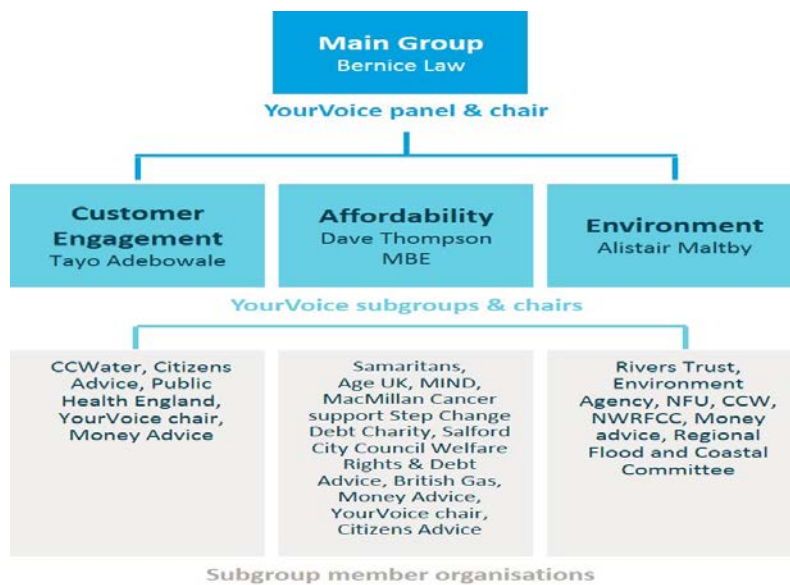 Main Group
Bernice Law
YourVoice panel & chair
Customer
Engagement
Tayo Adebowale
Affordability
Dave Thompson
MBE
Environment
Alistair Maltby
YourVoice subgroups & chairs
CCWater, Citizens
Advice, Public
Health England,
YourVoice chair,
Money Advice
Samaritans,
Age UK, MIND,
MacMillan Cancer
support Step Change
Debt Charity, Salford
City Council Welfare
Rights & Debt
Advice, British Gas,
Money Advice,
YourVoice chair,
Citizens Advice
Rivers Trust,
Environment
Agency, NFU, CCW,
NWRFCC, Money
advice, Regional
Flood and Coastal
Committee
Subgroup member organisations